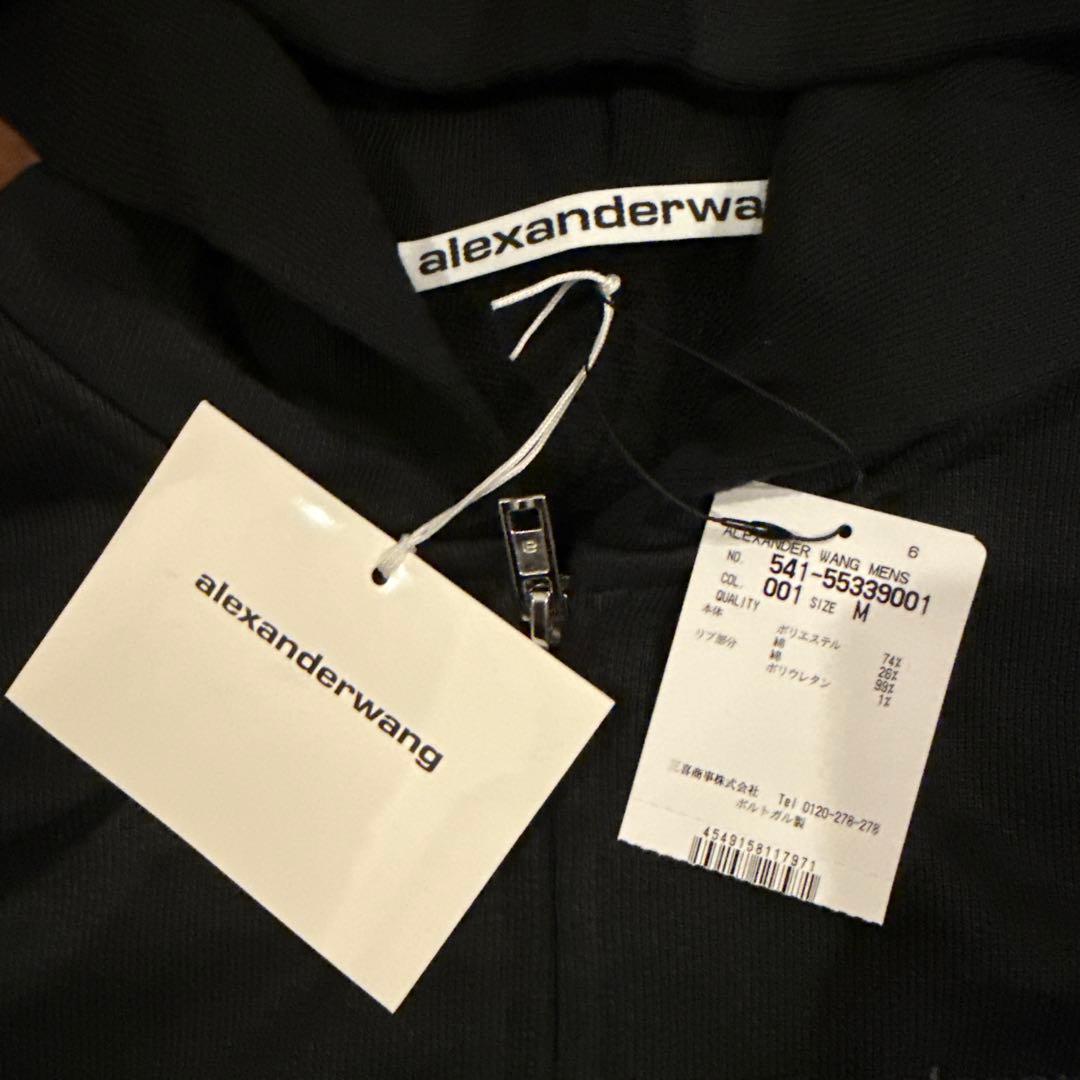 alexanderwa
alexanderwang
e
ALEXANDER WANG MENS 6
NO. 541-55339001
COL. 001 SIZE M
QUALITY
本体 ポリエステル 74%
綿 26%
リブ部分 綿 99%
ポリウレタン 1%
喜商事株式会社 Tel 0120-278-278
ポルトガル製
4549158117971